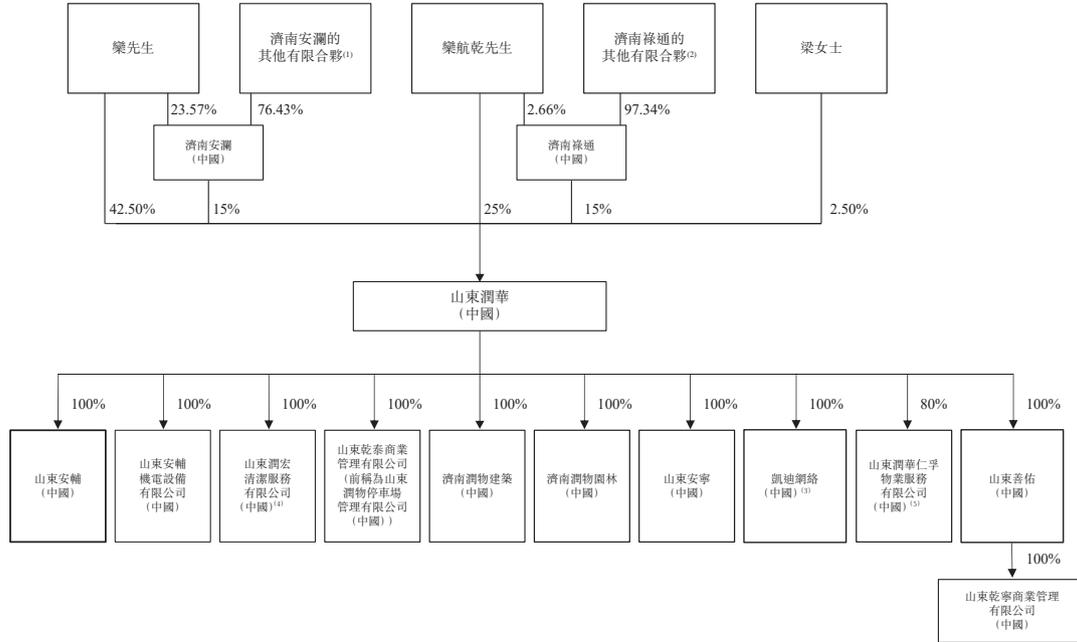 欒先生
濟南安瀾的
其他有限合夥(1)
欒航乾先生
濟南祿通的
其他有限合夥(2)
梁女士
23.57%
76.43%
2.66%
97.34%
濟南安瀾
(中國)
濟南祿通
(中國)
42.50%
15%
25%
15%
2.50%
山東潤華
(中國)
100%
100%
100%
100%
100%
100%
100%
100%
80%
100%
山東安輔
(中國)
山東安輔
機電設備
有限公司
(中國)
山東潤宏
清潔服務
有限公司
(中國)(4)
山東乾泰商業
管理有限公司
(前稱為山東
潤物停車場
管理有限公司
(中國))
濟南潤物建築
(中國)
濟南潤物園林
(中國)
山東安寧
(中國)
凱迪網絡
(中國)(3)
山東潤華仁孚
物業服務
有限公司
(中國)(5)
山東善佑
(中國)
100%
山東乾寧商業管理
有限公司
(中國)